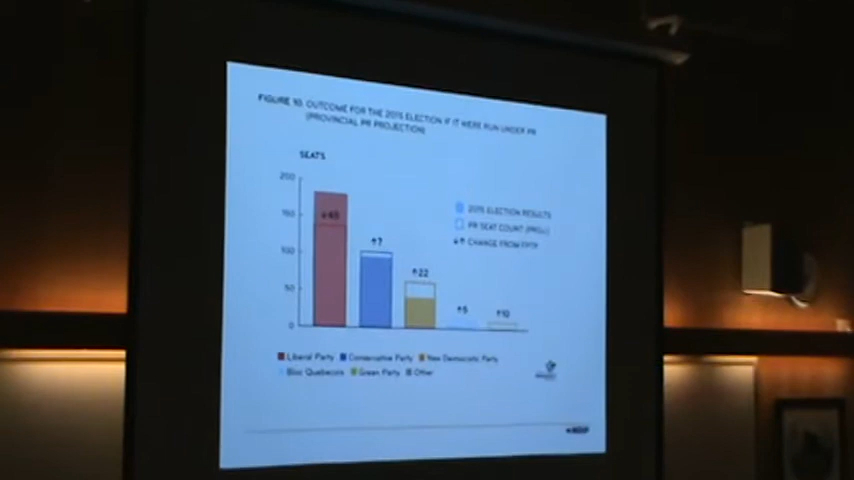 FIGURE 10. OUTCOME FOR THE 2015 ELECTION IF IT WERE RUN UNDER PR
(PROVINCIAL PR PROJECTION)
SEATS
200
150
100
50
0
↑7
↑22
↑5
↑10
2015 ELECTION RESULTS
PR SEAT COUNT
↓↑ CHANGE FROM FPTP
Liberal Party Conservative Party New Democratic Party
Bloc Quebecois Green Party Other